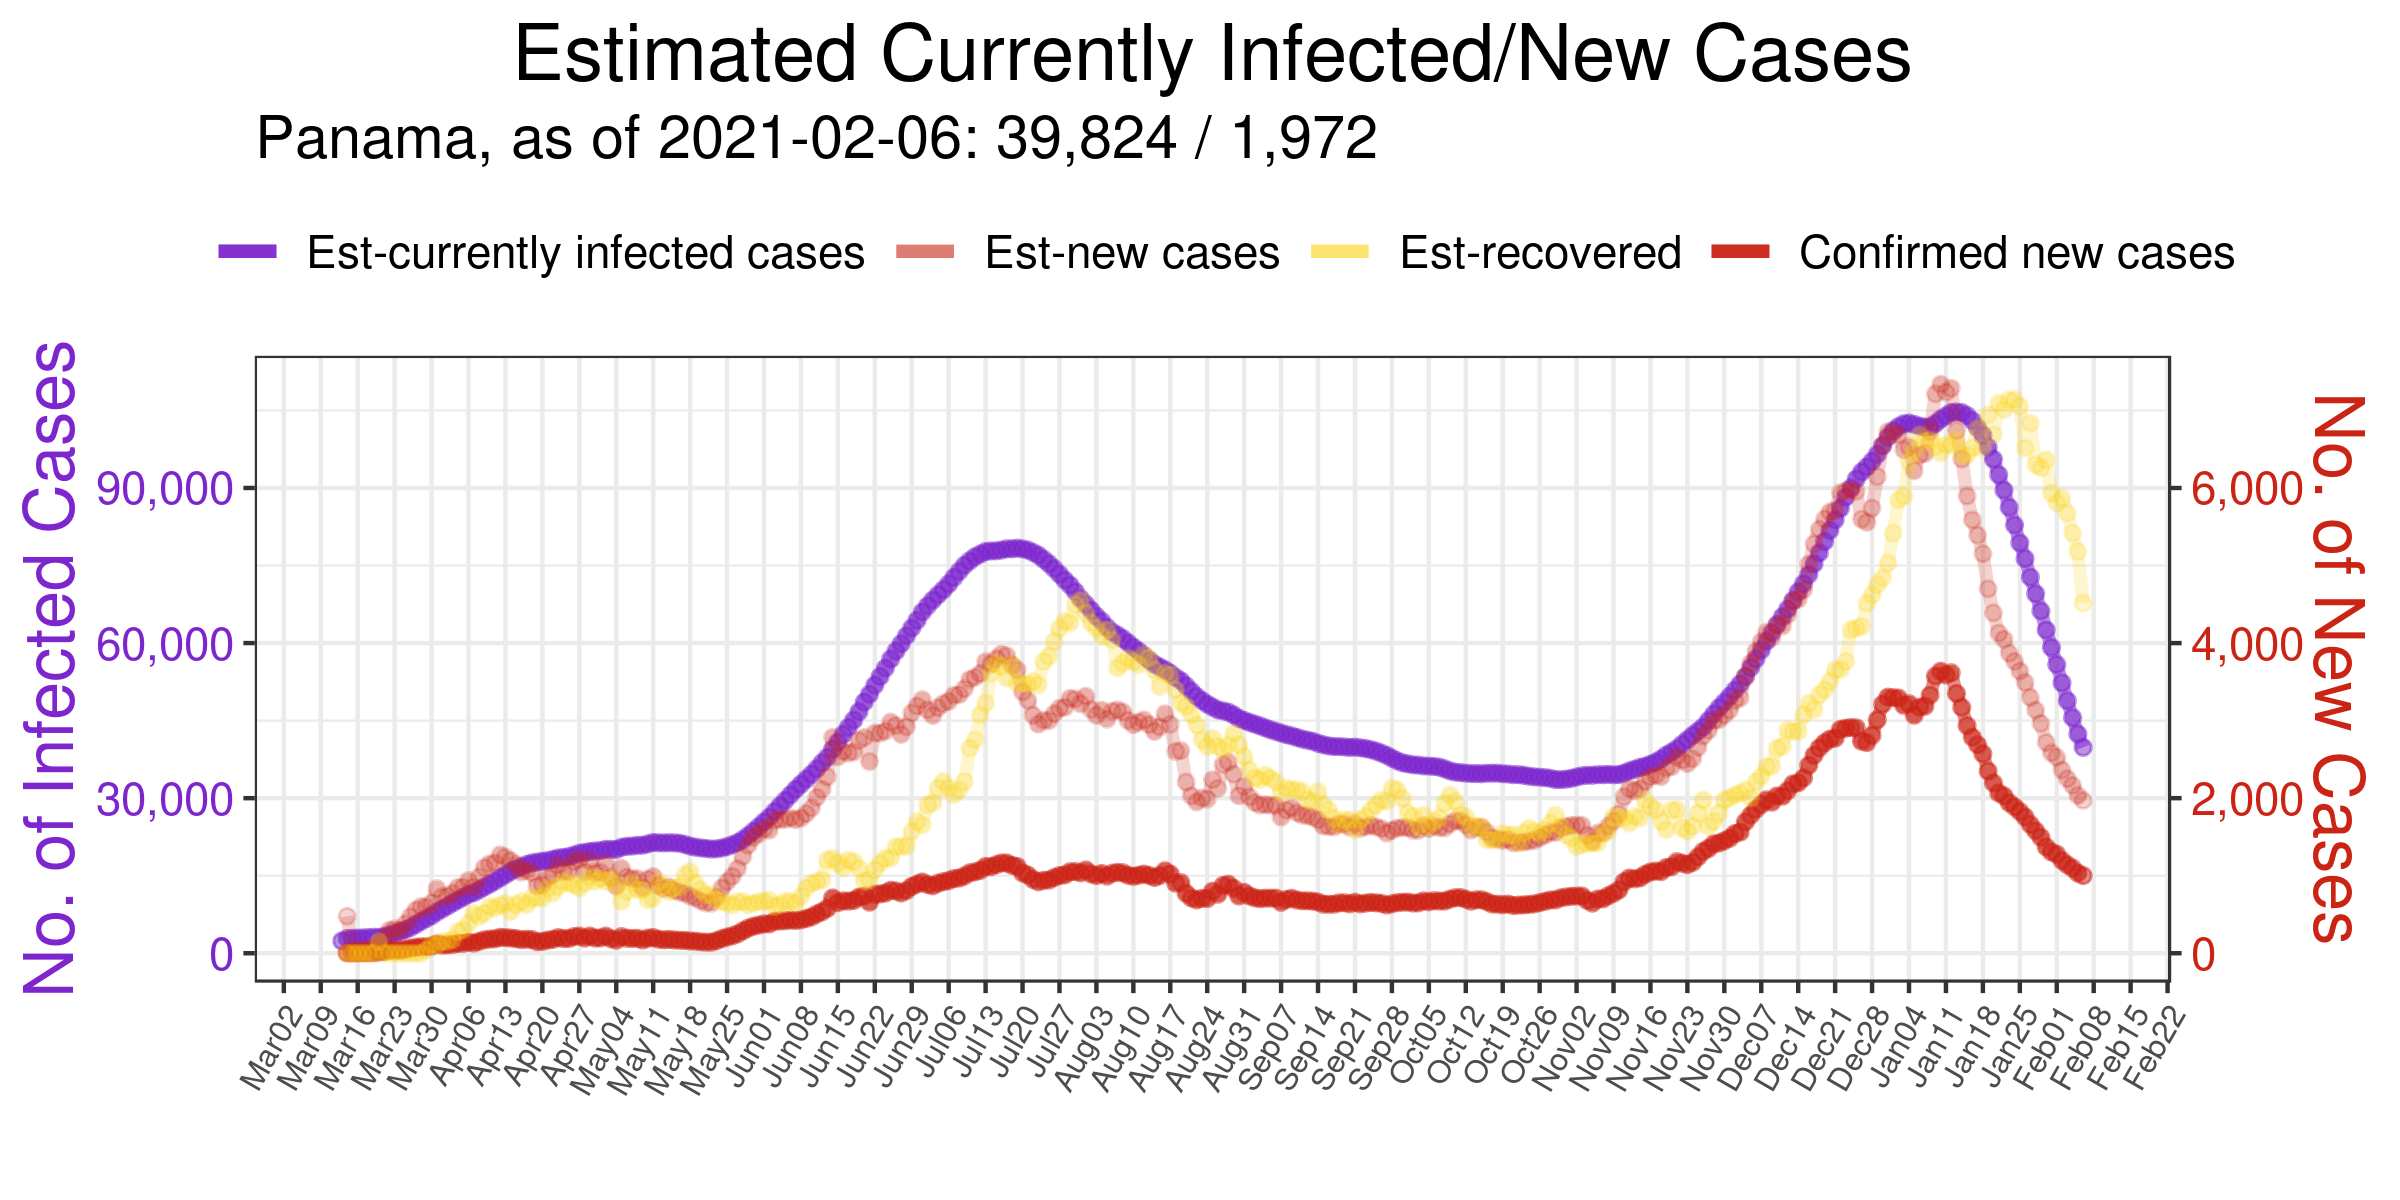 Estimated Currently Infected/New Cases
Panama, as of 2021-02-06: 39,824 / 1,972
Est-currently infected cases Est-new cases Est-recovered Confirmed new cases
No. of Infected Cases
90,000
60,000
30,000
0
6,000
4,000
2,000
0
No. of New Cases
Mar02 Mar09 Mar16 Mar23 Mar30 Apr06 Apr13 Apr20 Apr27 May04 May11 May18 May25 Jun01 Jun08 Jun15 Jun22 Jun29 Jul06 Jul13 Jul20 Jul27 Aug03 Aug10 Aug17 Aug24 Aug31 Sep07 Sep14 Sep21 Sep28 Oct05 Oct12 Oct19 Oct26 Nov02 Nov09 Nov16 Nov23 Nov30 Dec07 Dec14 Dec21 Dec28 Jan04 Jan11 Jan18 Jan25 Feb01 Feb08 Feb15 Feb22